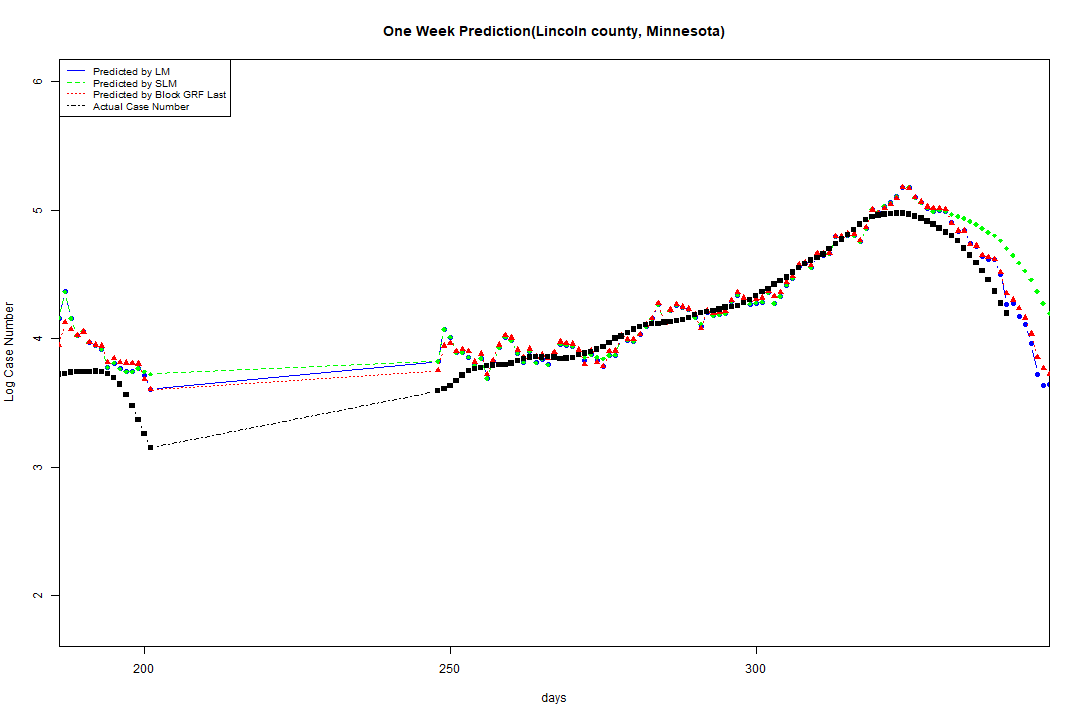 One Week Prediction(Lincoln county, Minnesota)
Predicted by LM
Predicted by SLM
Predicted by Block GRF Last
Actual Case Number
6
5
4
3
2
Log Case Number
200 250 300
days